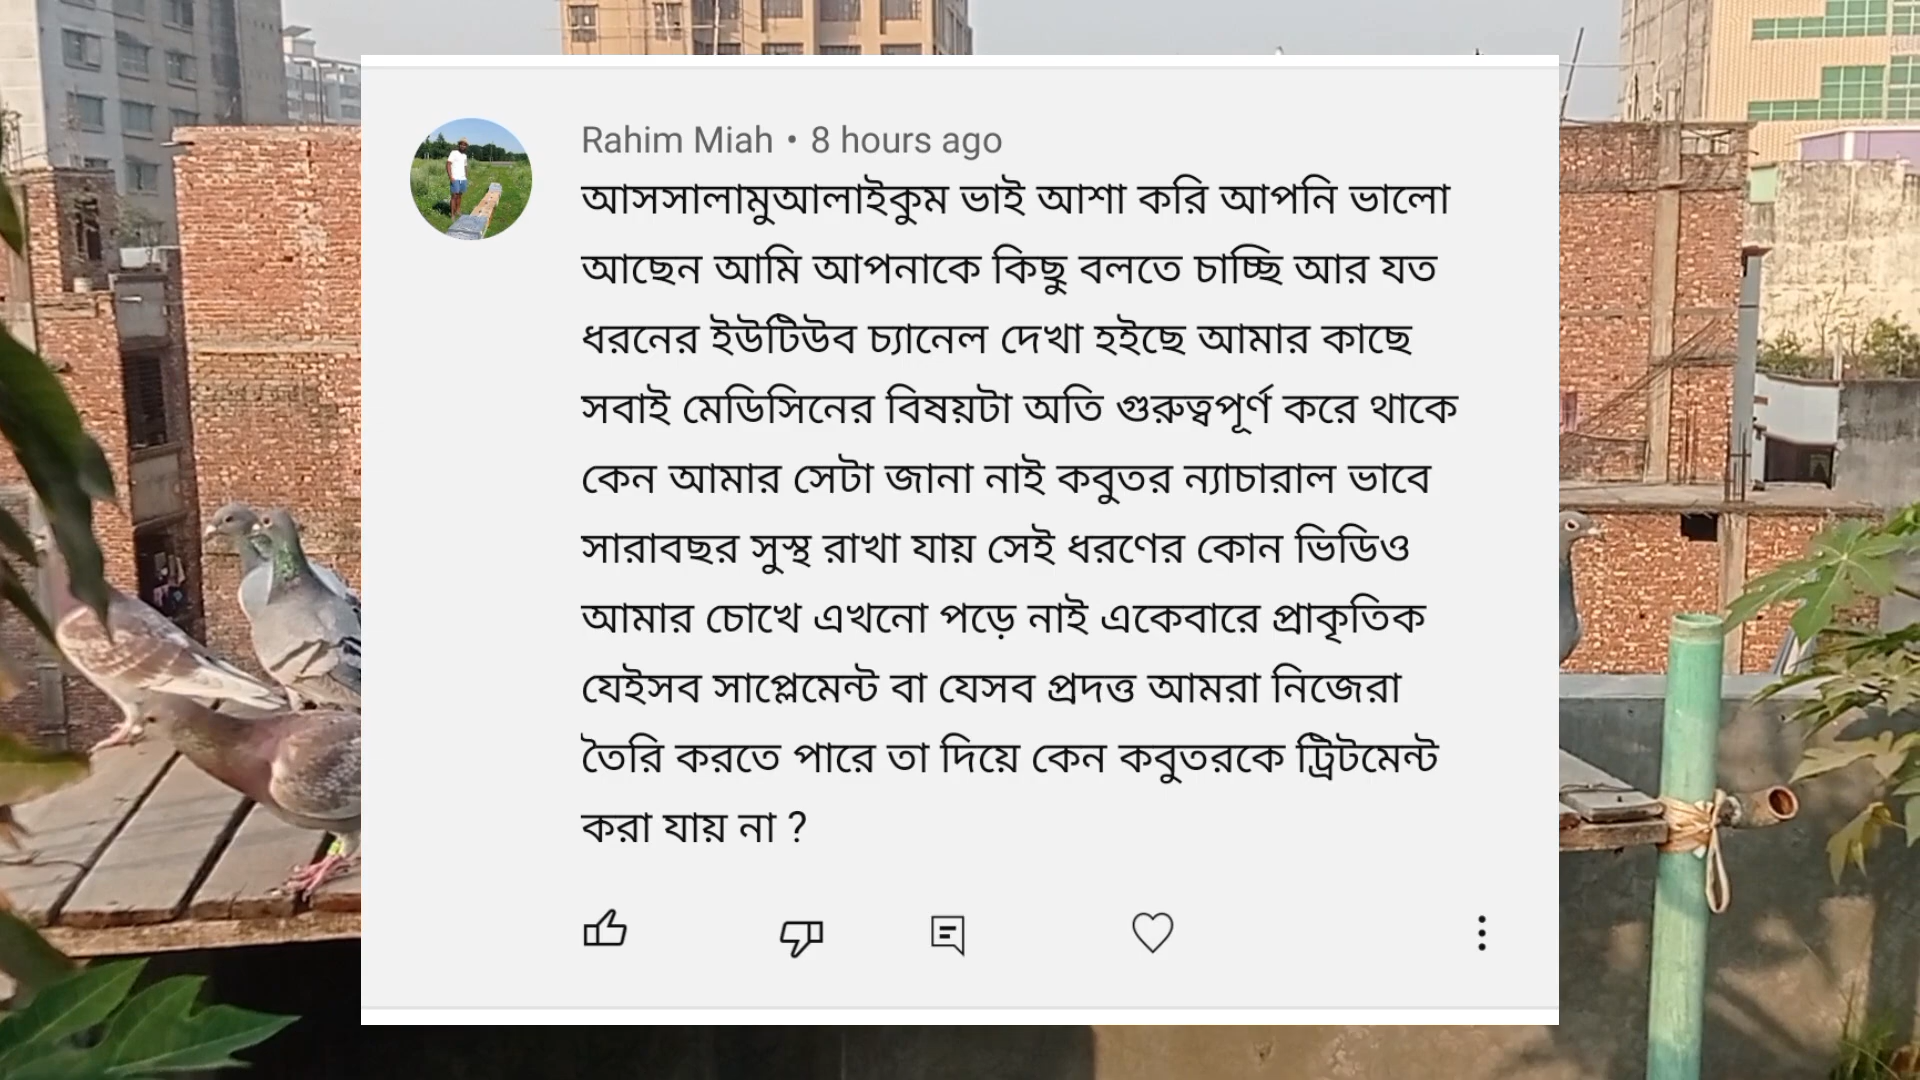 Rahim Miah • 8 hours ago
আসসালামুআলাইকুম ভাই আশা করি আপনি ভালো
আছেন আমি আপনাকে কিছু বলতে চাচ্ছি আর যত
ধরনের ইউটিউব চ্যানেল দেখা হইছে আমার কাছে
সবাই মেডিসিনের বিষয়টা অতি গুরুত্বপূর্ণ করে থাকে
কেন আমার সেটা জানা নাই কবুতর ন্যাচারাল ভাবে
সারাবছর সুস্থ রাখা যায় সেই ধরণের কোন ভিডিও
আমার চোখে এখনো পড়ে নাই একেবারে প্রাকৃতিক
যেইসব সাপ্লেমেন্ট বা যেসব প্রদত্ত আমরা নিজেরা
তৈরি করতে পারে তা দিয়ে কেন কবুতরকে ট্রিটমেন্ট
করা যায় না ?